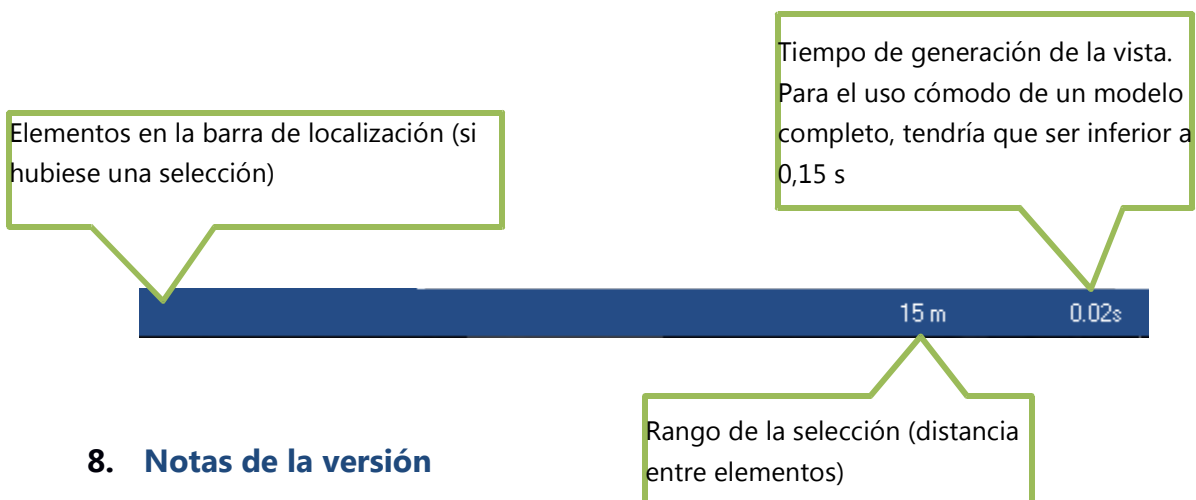 Tiempo de generación de la vista.
Para el uso cómodo de un modelo
completo, tendría que ser inferior a
0,15 s
Elementos en la barra de localización (si
hubiese una selección)
15 m
0.02s
Rango de la selección (distancia
entre elementos)
8. Notas de la versión